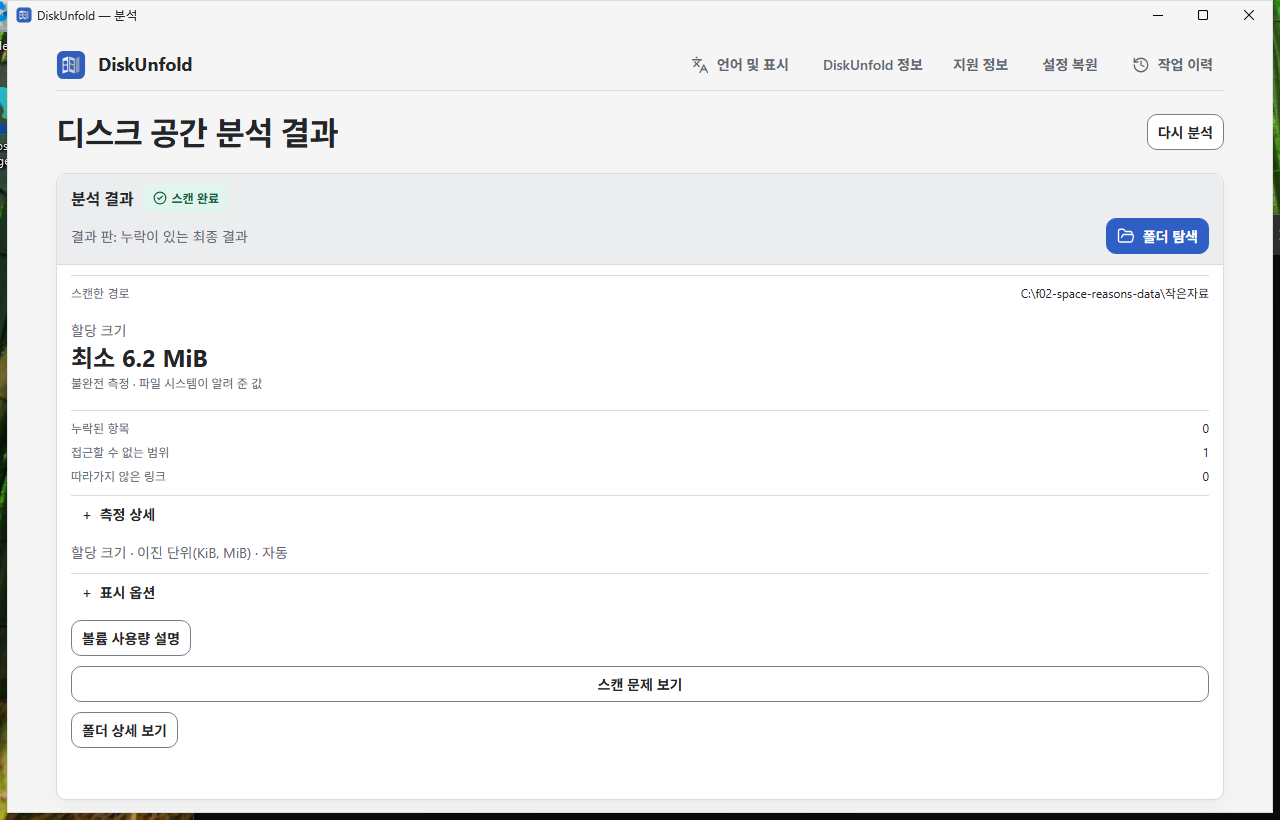 DiskUnfold — 분석
DiskUnfold
언어 및 표시
DiskUnfold 정보
지원 정보
설정 복원
작업 이력
디스크 공간 분석 결과
다시 분석
분석 결과
스캔 완료
결과 판: 누락이 있는 최종 결과
폴더 탐색
스캔한 경로
C:\f02-space-reasons-data\작은자료
할당 크기
최소 6.2 MiB
불완전 측정 · 파일 시스템이 알려 준 값
누락된 항목 0
접근할 수 없는 범위 1
따라가지 않은 링크 0
+ 측정 상세
할당 크기 · 이진 단위(KiB, MiB) · 자동
+ 표시 옵션
볼륨 사용량 설명
스캔 문제 보기
폴더 상세 보기